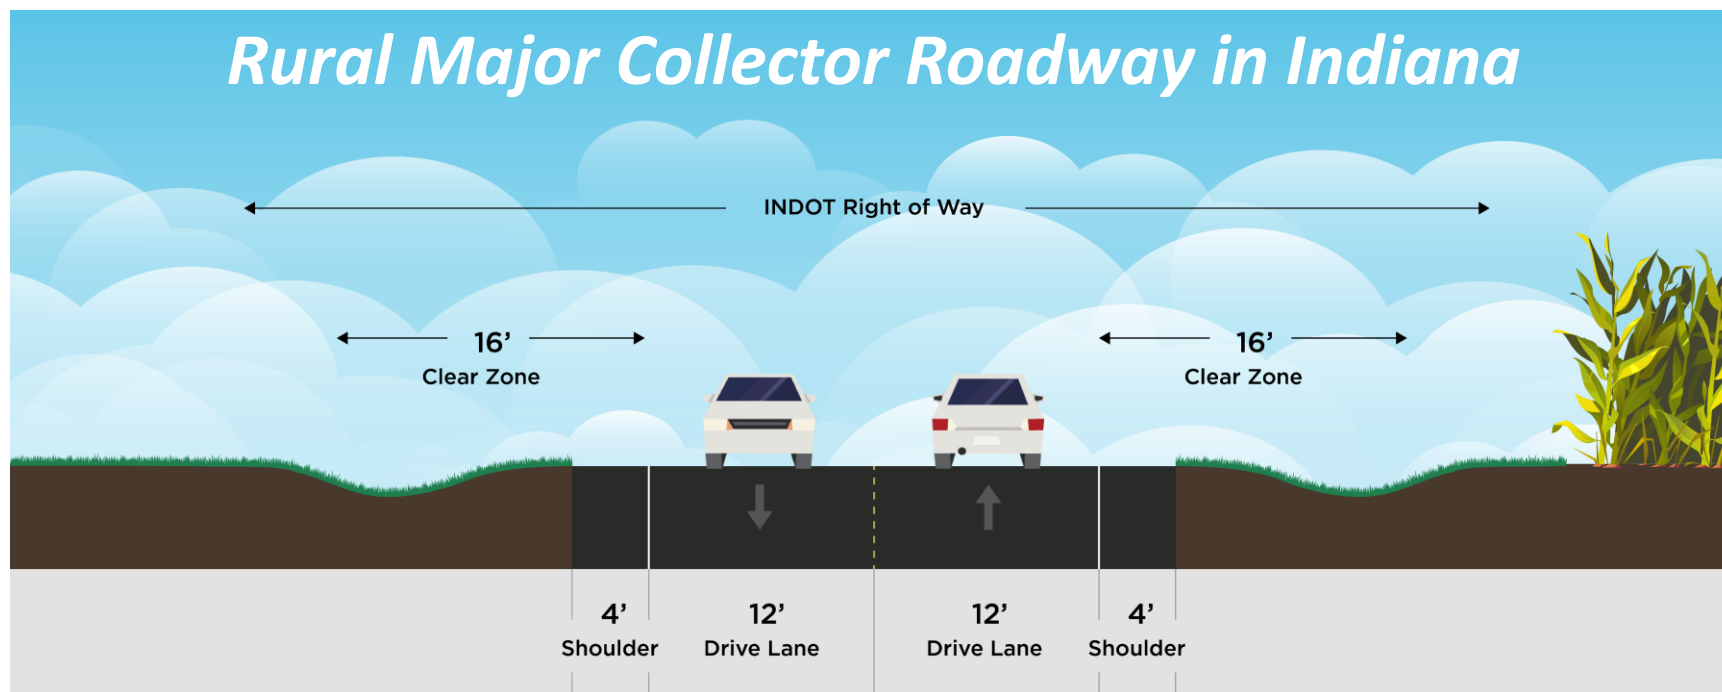 Rural Major Collector Roadway in Indiana
INDOT Right of Way
16’
Clear Zone
16’
Clear Zone
4’
Shoulder
12’
Drive Lane
12’
Drive Lane
4’
Shoulder